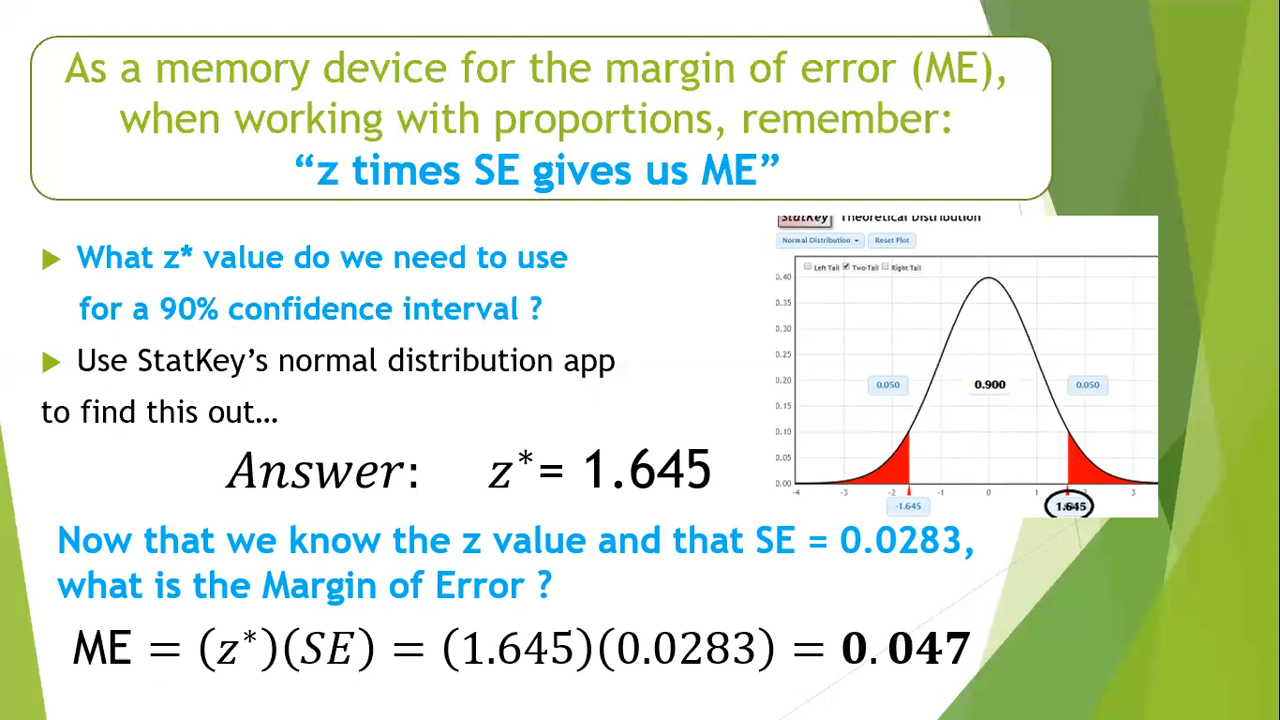 As a memory device for the margin of error (ME),
when working with proportions, remember:
“z times SE gives us ME”
What z* value do we need to use
for a 90% confidence interval ?
Use StatKey’s normal distribution app
to find this out…
Answer: z*= 1.645
StatKey Theoretical Distribution
Normal Distribution Reset Plot
Left Tail Two-Tail Right Tail
0.40
0.35
0.30
0.25
0.20
0.15
0.10
0.05
0.00
0.050 0.900 0.050
-4 -3 -2 -1 0 1 2 3
-1.645 1.645
Now that we know the z value and that SE = 0.0283,
what is the Margin of Error ?
ME = (z*)(SE) = (1.645)(0.0283) = 0.047